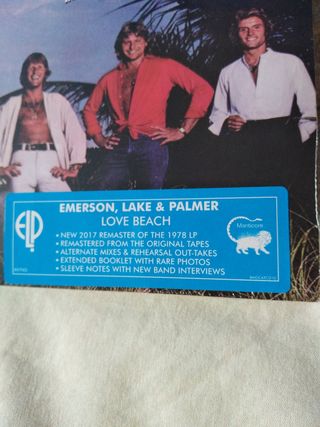 ELP
EMERSON, LAKE & PALMER
LOVE BEACH
Manticore
• NEW 2017 REMASTER OF THE 1978 LP
• REMASTERED FROM THE ORIGINAL TAPES
• ALTERNATE MIXES & REHEARSAL OUT-TAKES
• EXTENDED BOOKLET WITH RARE PHOTOS
• SLEEVE NOTES WITH NEW BAND INTERVIEWS